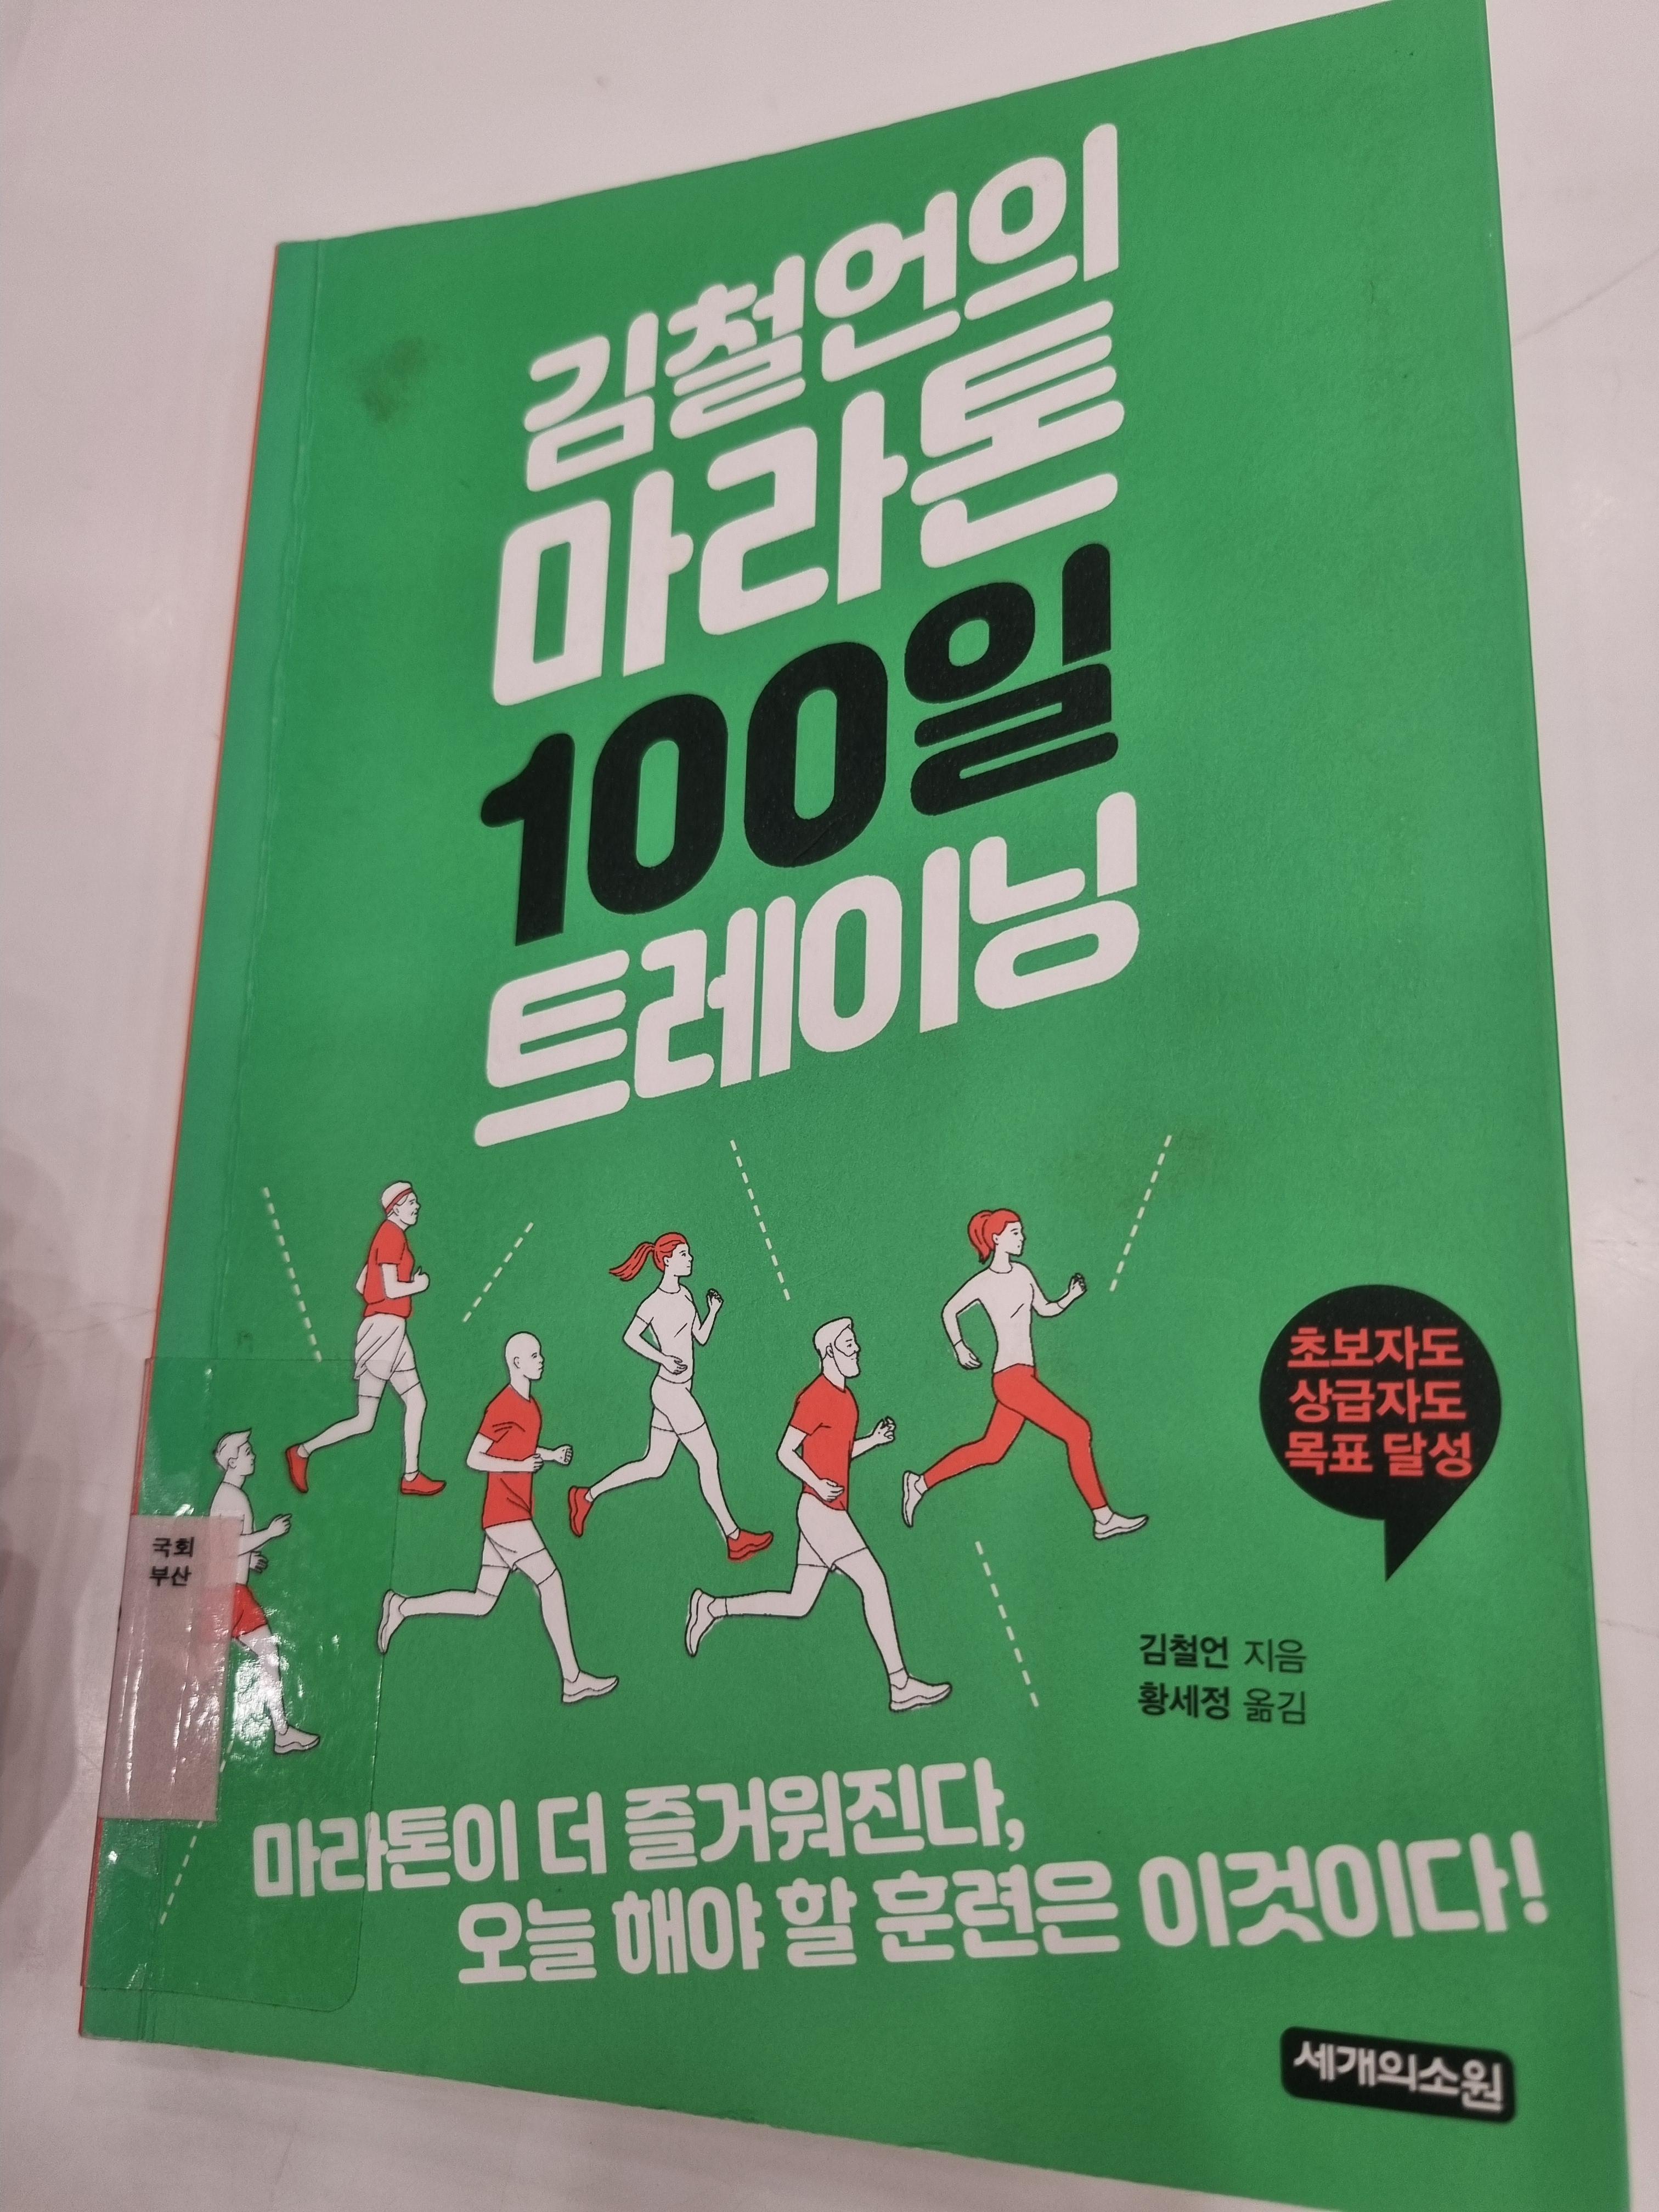 김철언의
마라톤
100일
트레이닝
초보자도
상급자도
목표 달성
국회
부산
김철언 지음
황세정 옮김
마라톤이 더 즐거워진다,
오늘 해야 할 훈련은 이것이다!
세개의소원